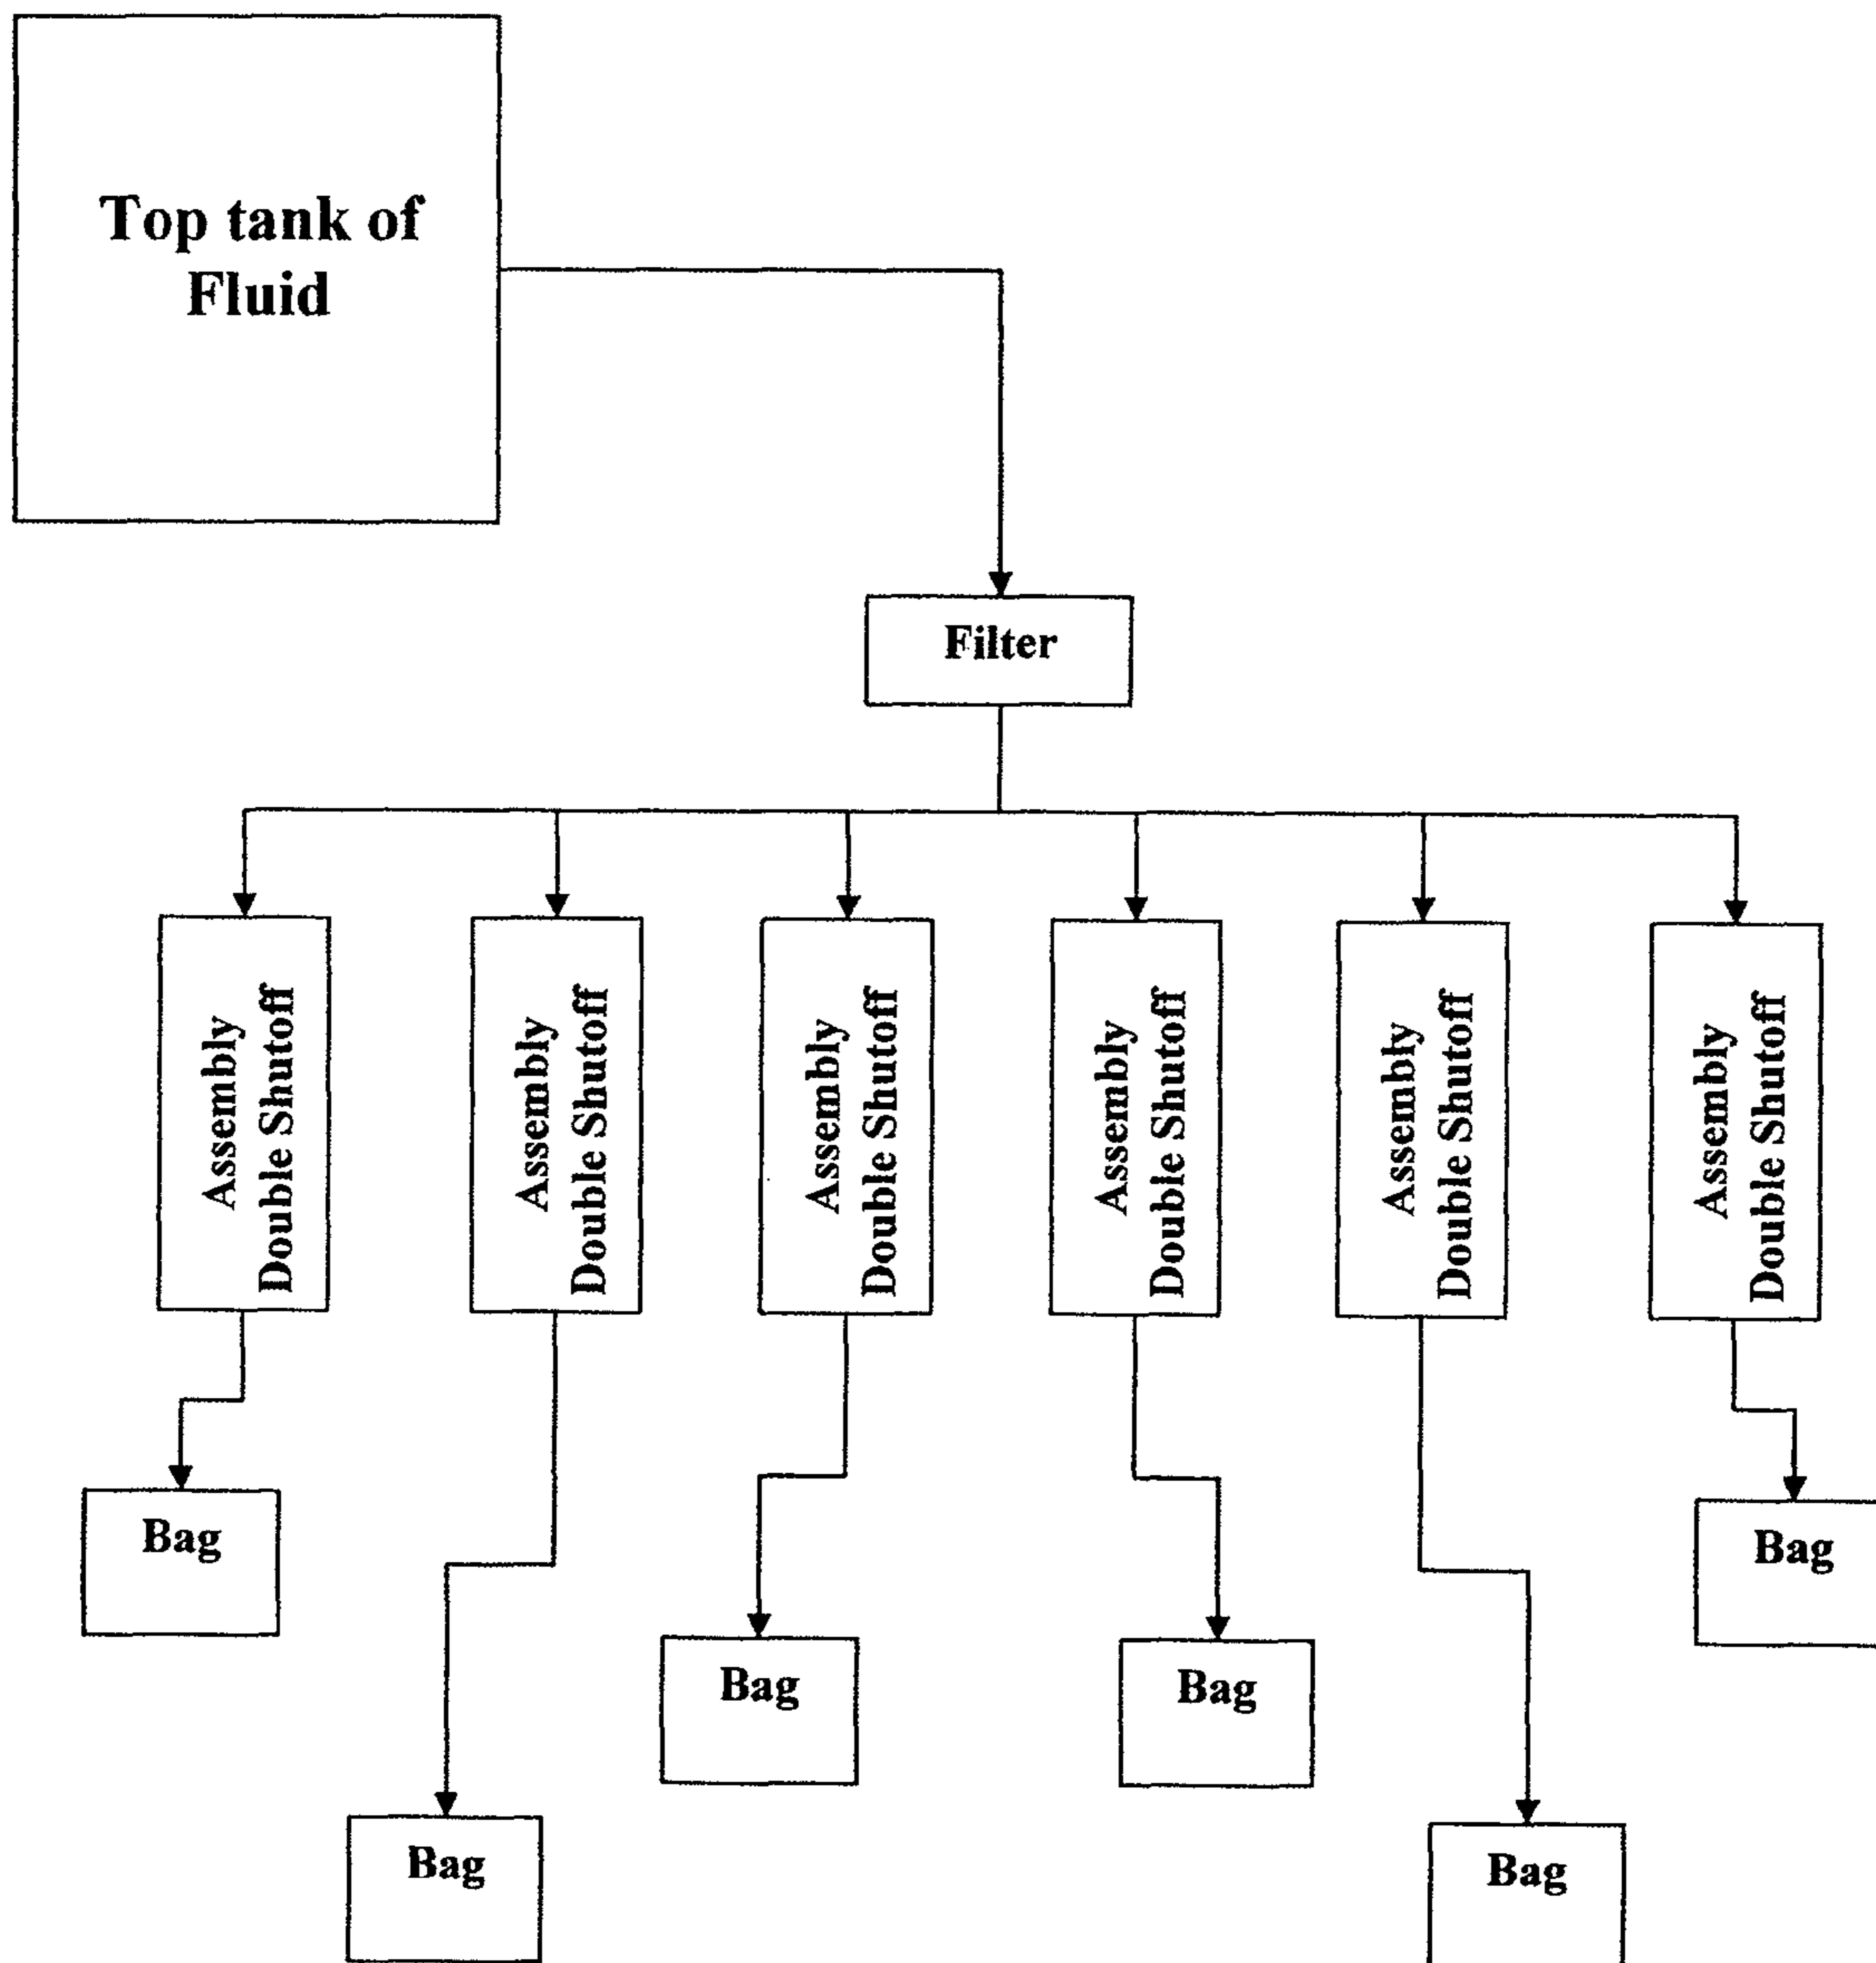 Top tank of
Fluid
Filter
Assembly
Double Shutoff
Assembly
Double Shutoff
Assembly
Double Shutoff
Assembly
Double Shutoff
Assembly
Double Shutoff
Assembly
Double Shutoff
Bag
Bag
Bag
Bag
Bag
Bag